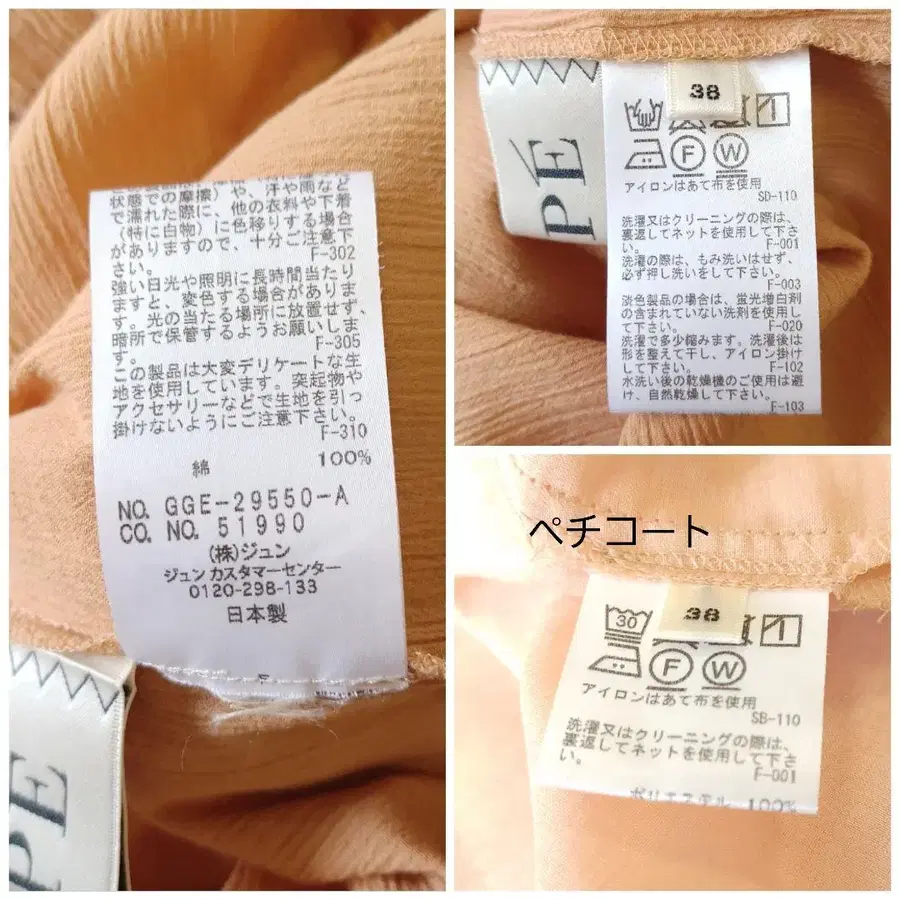 状態での摩擦)や、汗や雨など
で濡れた際に、他の衣料や下着
(特に白物)に色移りする場合
がありますので、十分ご注意下
さい。
F-302
強い日光や照明に長時間当たり
ますと、変色する場合がありま
す。光の当たる場所に放置せず、
暗所で保管するようお願いしま
す。
F-305
この製品は大変デリケートな生
地を使用しています。突起物や
アクセサリーなどで生地を引っ
掛けないようにご注意下さい。
F-310
綿 100%
NO. GGE-29550-A
CO. NO. 51990
(株)ジュン
ジュン カスタマーセンター
0120-298-133
日本製
PÉ
PÉ
38
F W
アイロンはあて布を使用
SD-110
洗濯又はクリーニングの際は、
裏返してネットを使用して下さ
い。
F-001
洗濯の際は、もみ洗いはせず、
必ず押し洗いをして下さい。
F-003
淡色製品の場合は、蛍光増白剤
の含まれていない洗剤を使用し
て下さい。
F-020
洗濯で多少縮みます。洗濯後は
形を整えて干し、アイロン掛け
して下さい。
F-102
水洗い後の乾燥機のご使用は避
け、自然乾燥して下さい。
F-103
ペチコート
38
30
F W
アイロンはあて布を使用
SB-110
洗濯又はクリーニングの際は、
裏返してネットを使用して下さ
い。
F-001
ポリエステル 100%